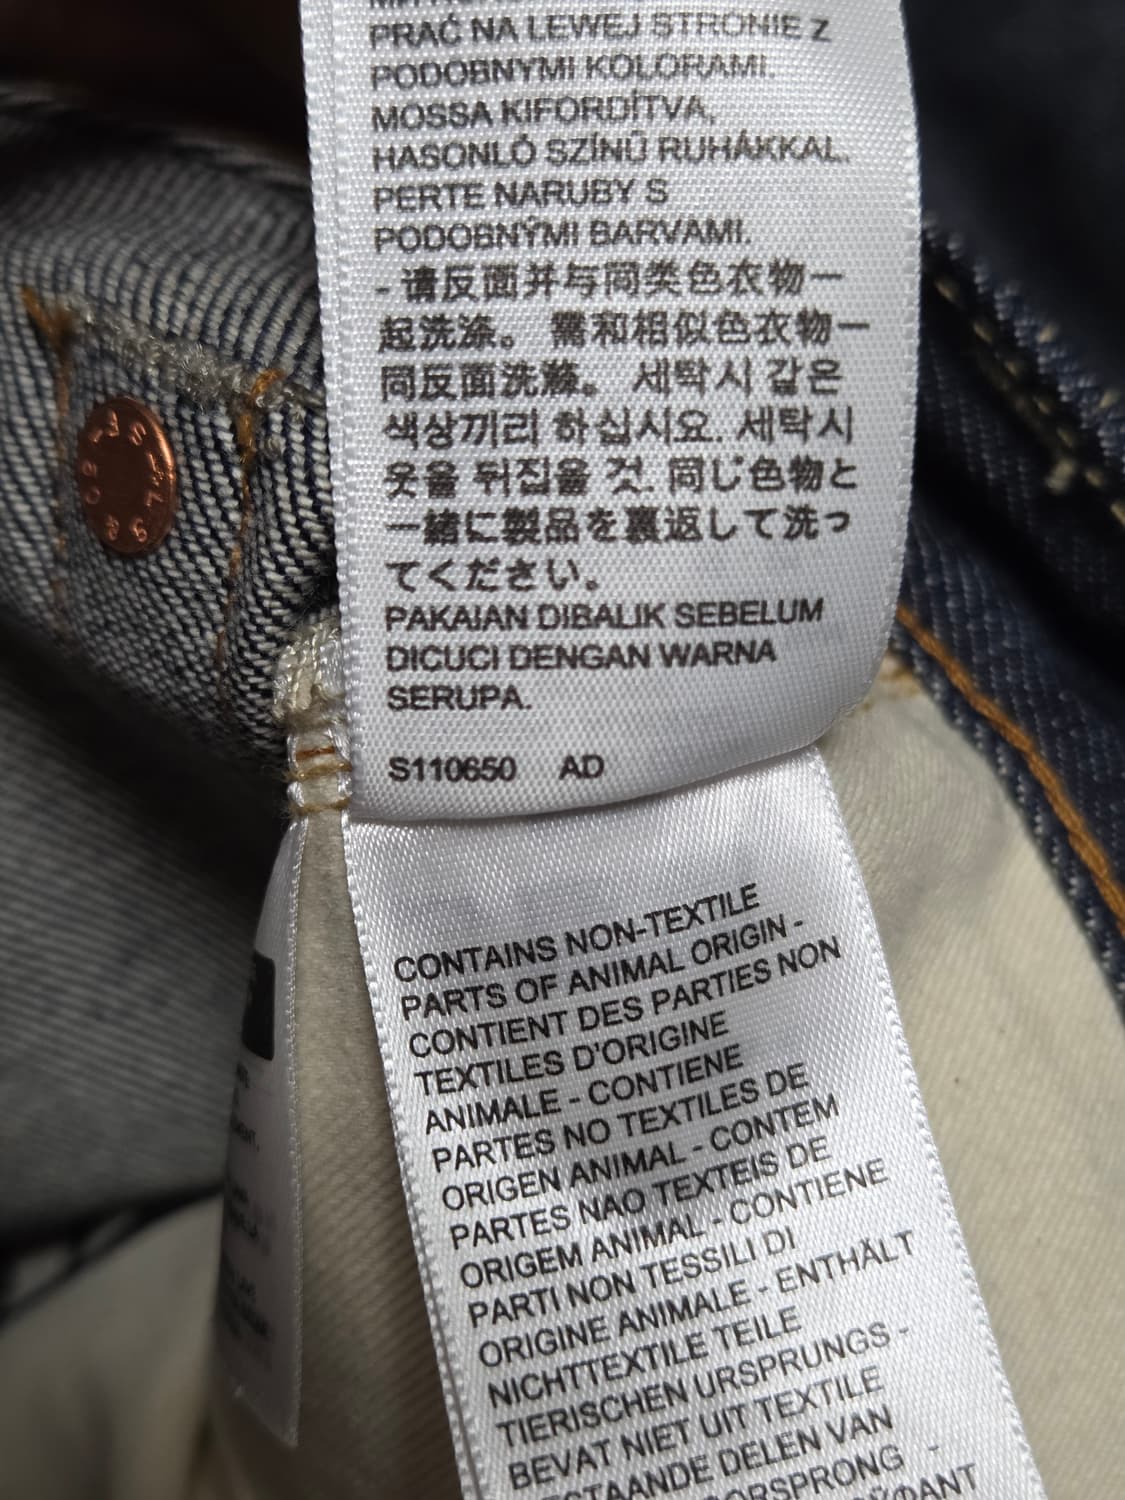 PRAĆ NA LEWEJ STRONIE Z
PODOBNYMI KOLORAMI.
MOSSA KIFORDÍTVA,
HASONLÓ SZÍNŰ RUHÁKKAL.
PERTE NARUBY S
PODOBNÝMI BARVAMI.
- 请反面并与同类色衣物一
起洗涤。 需和相似色衣物一
同反面洗滌。 세탁시 같은
색상끼리 하십시요. 세탁시
옷을 뒤집을 것. 同じ色物と
一緒に製品を裏返して洗っ
てください。
PAKAIAN DIBALIK SEBELUM
DICUCI DENGAN WARNA
SERUPA.
S110650 AD
CONTAINS NON-TEXTILE
PARTS OF ANIMAL ORIGIN -
CONTIENT DES PARTIES NON
TEXTILES D'ORIGINE
ANIMALE - CONTIENE
PARTES NO TEXTILES DE
ORIGEN ANIMAL - CONTEM
PARTES NAO TEXTEIS DE
ORIGEM ANIMAL - CONTIENE
PARTI NON TESSILI DI
ORIGINE ANIMALE - ENTHÄLT
NICHTTEXTILE TEILE
TIERISCHEN URSPRUNGS -
BEVAT NIET UIT TEXTILE
ESTAANDE DELEN VAN
ORSPRONG -